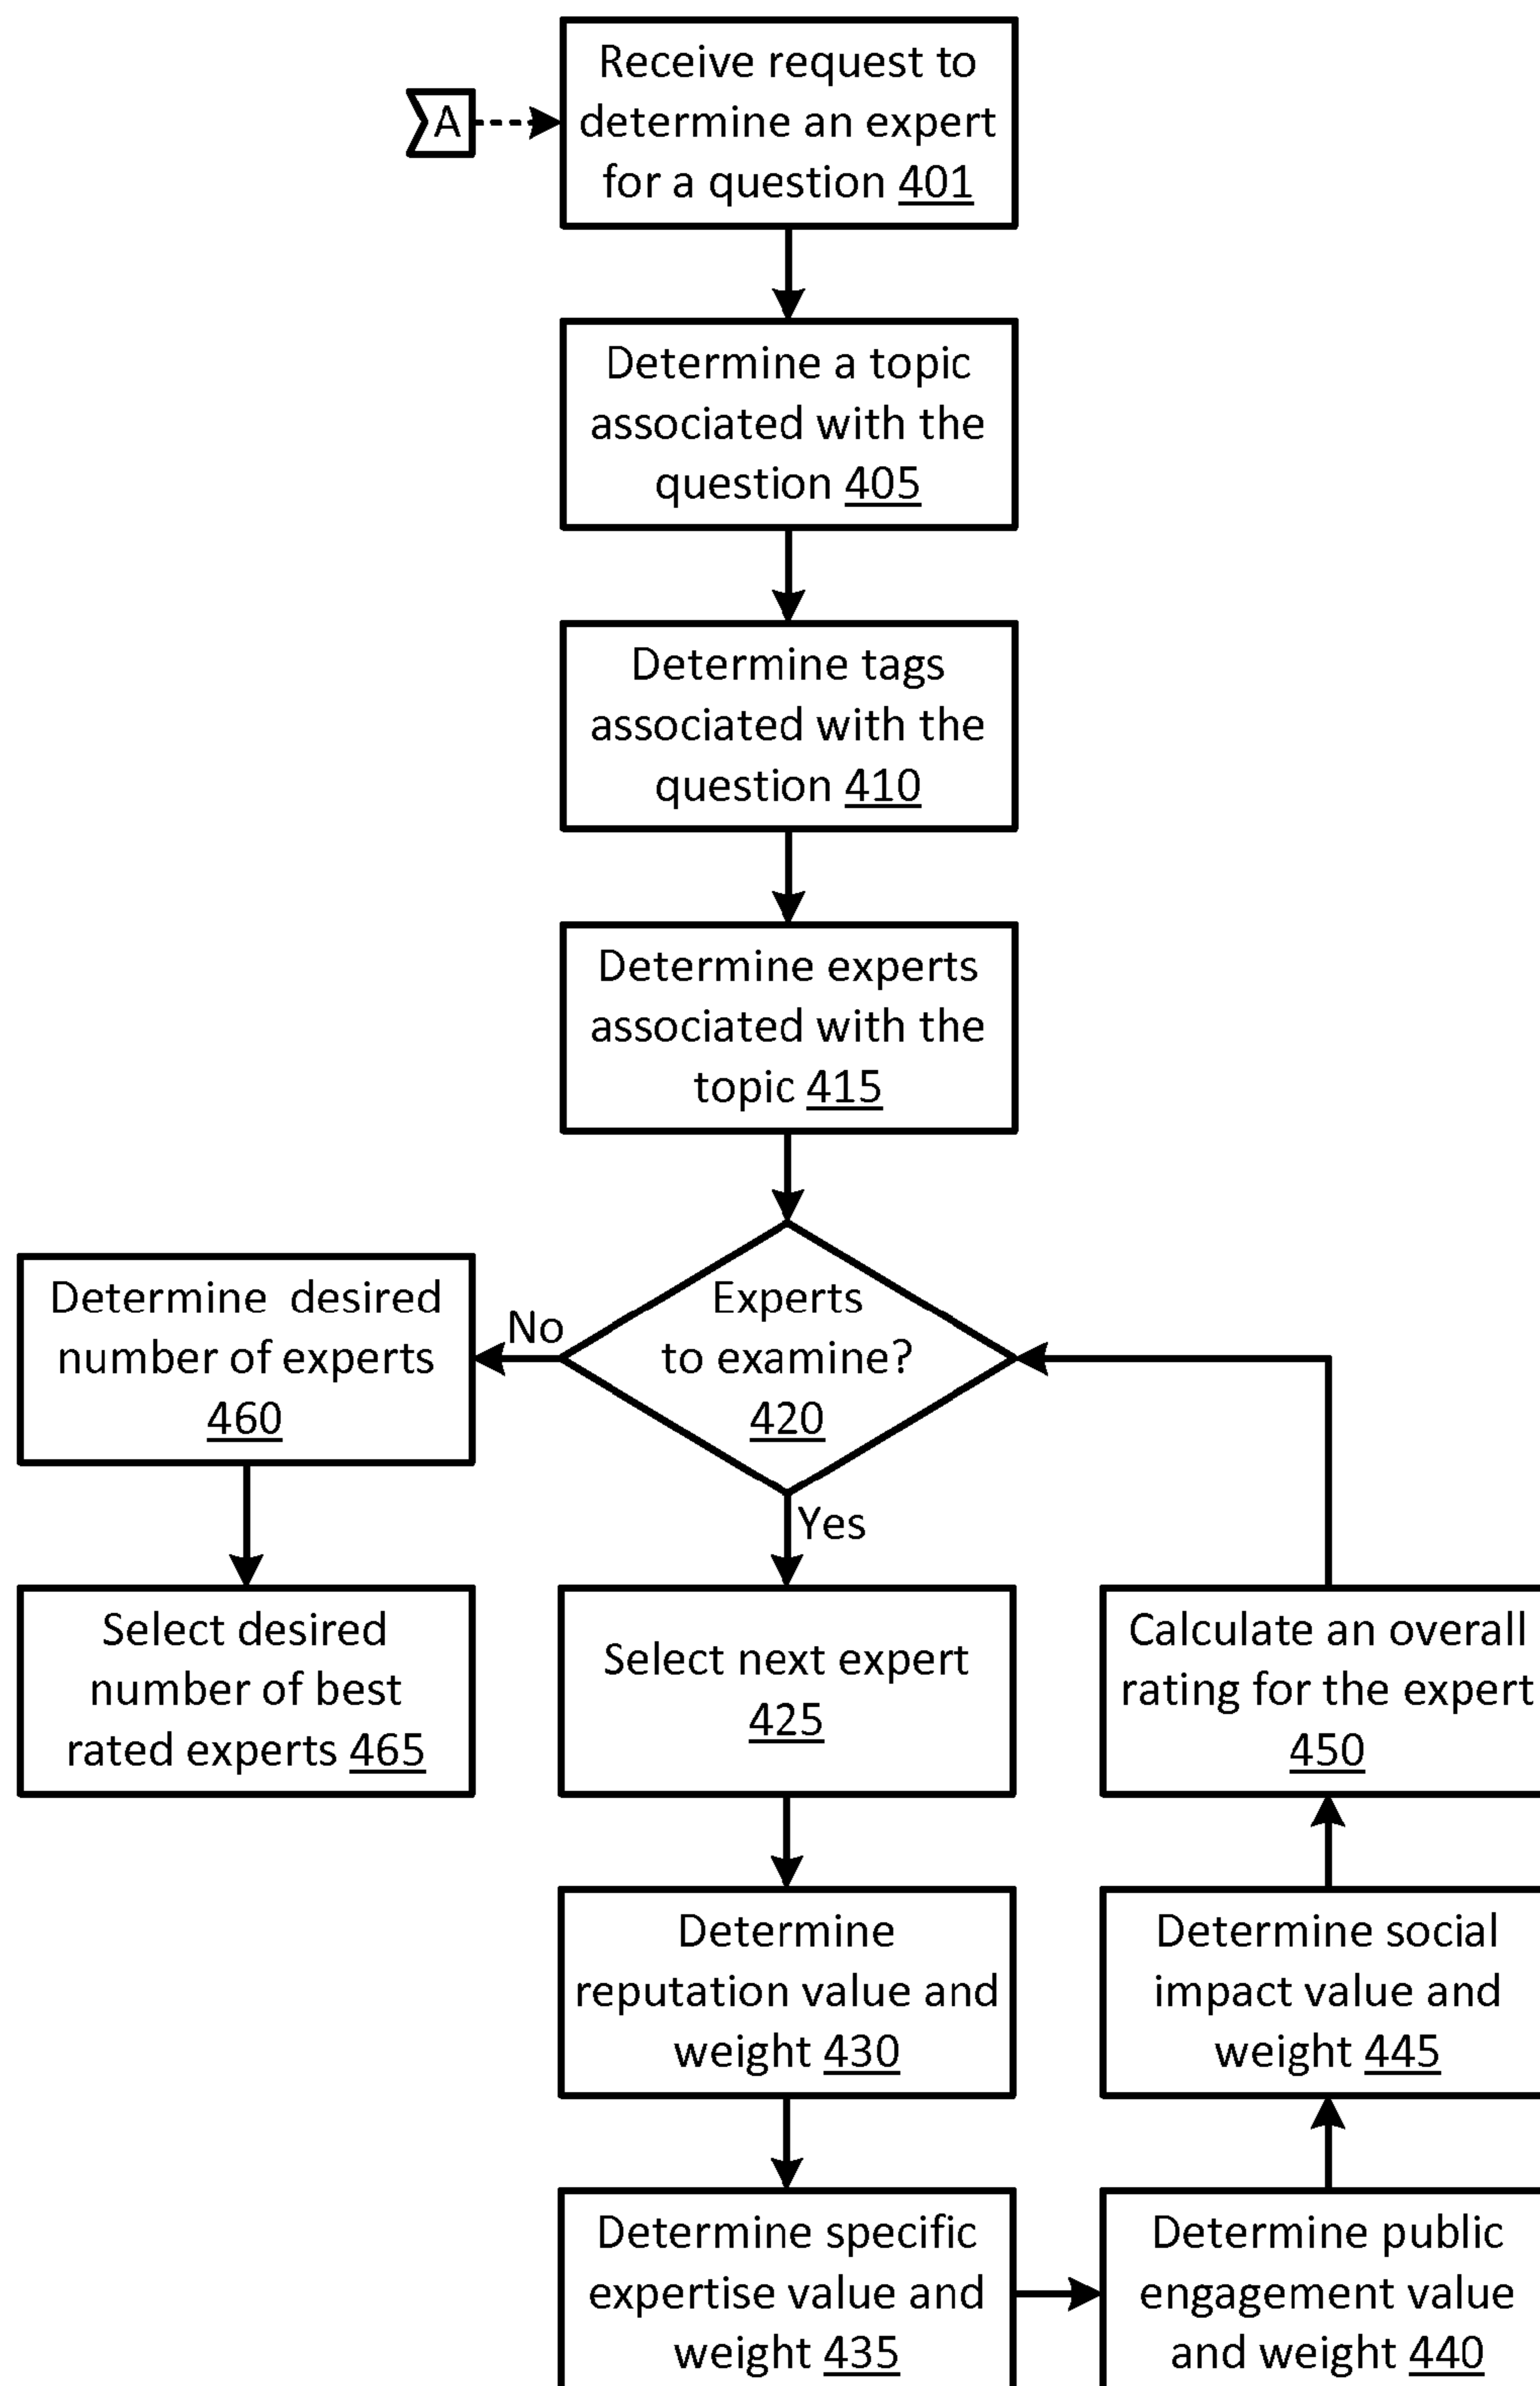 Receive request to
determine an expert
for a question 401
A
Determine a topic
associated with the
question 405
Determine tags
associated with the
question 410
Determine experts
associated with the
topic 415
Experts
to examine?
420
No
Yes
Determine  desired
number of experts
460
Select desired
number of best
rated experts 465
Select next expert
425
Determine
reputation value and
weight 430
Determine specific
expertise value and
weight 435
Determine public
engagement value
and weight 440
Determine social
impact value and
weight 445
Calculate an overall
rating for the expert
450